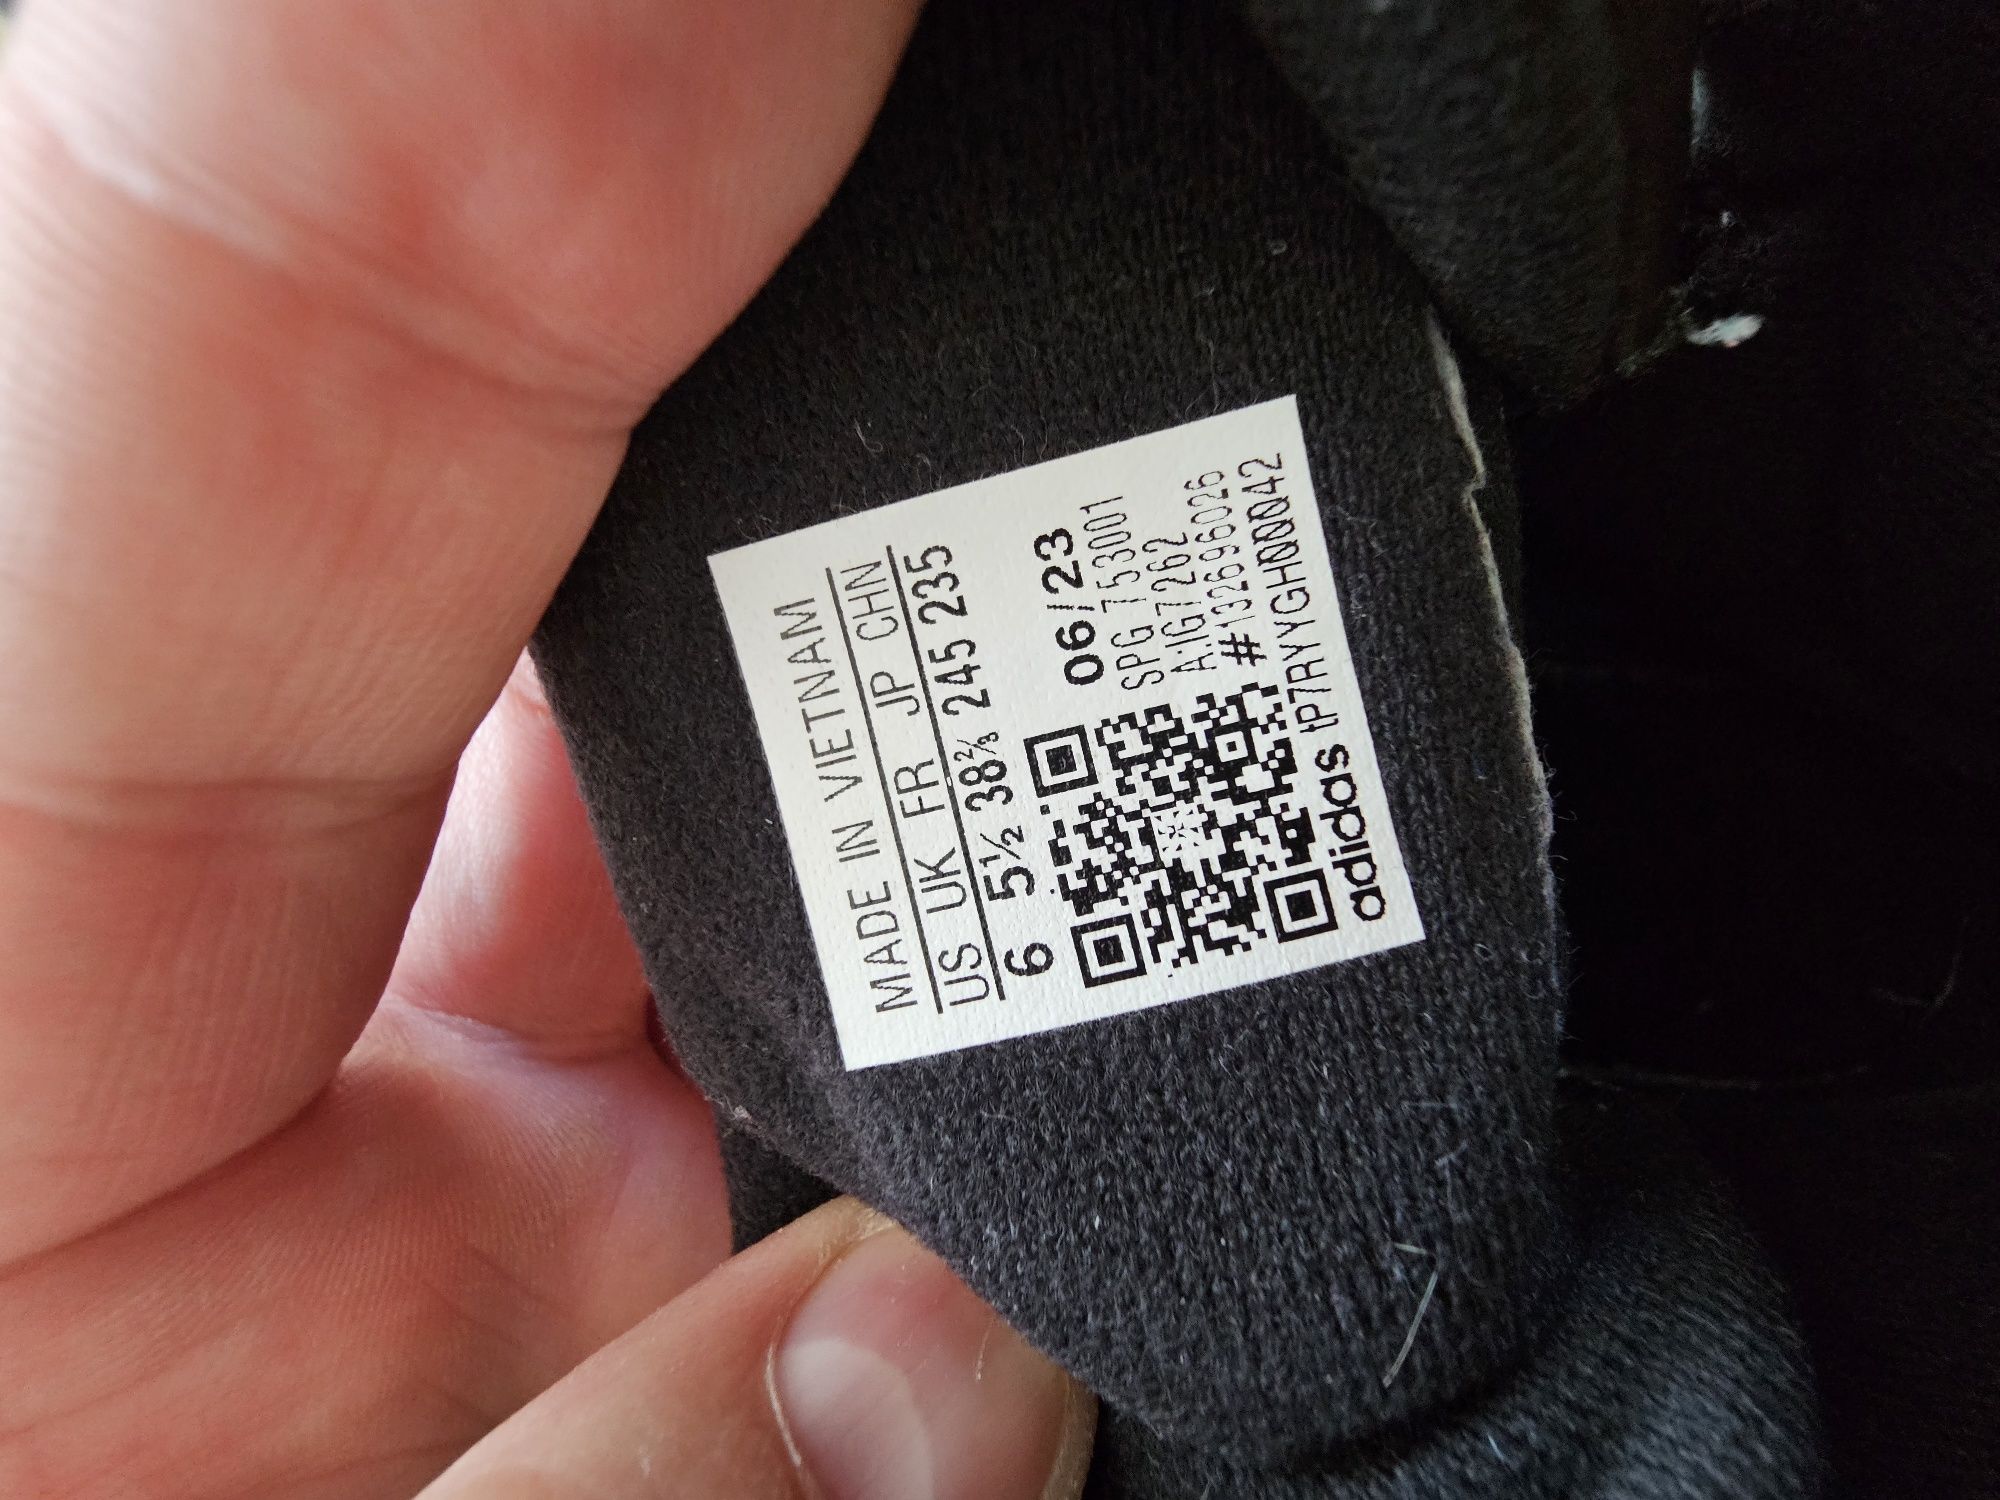 MADE IN VIETNAM
US UK FR JP CHN
6 5½ 38⅔ 245 235
06/23
SPG 753001
A:IG7262
#132696026
adidas tP7RYYGH00042